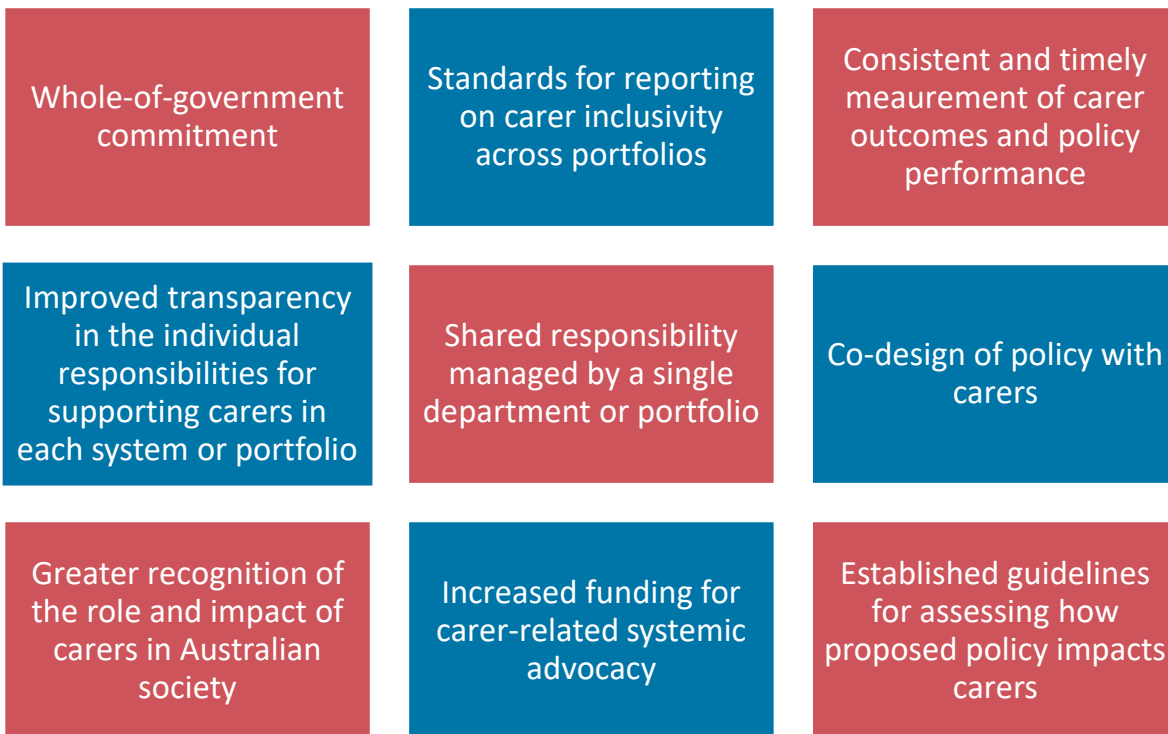 Whole-of-government
commitment
Standards for reporting
on carer inclusivity
across portfolios
Consistent and timely
meaurement of carer
outcomes and policy
performance
Improved transparency
in the individual
responsibilities for
supporting carers in
each system or portfolio
Shared responsibility
managed by a single
department or portfolio
Co-design of policy with
carers
Greater recognition of
the role and impact of
carers in Australian
society
Increased funding for
carer-related systemic
advocacy
Established guidelines
for assessing how
proposed policy impacts
carers